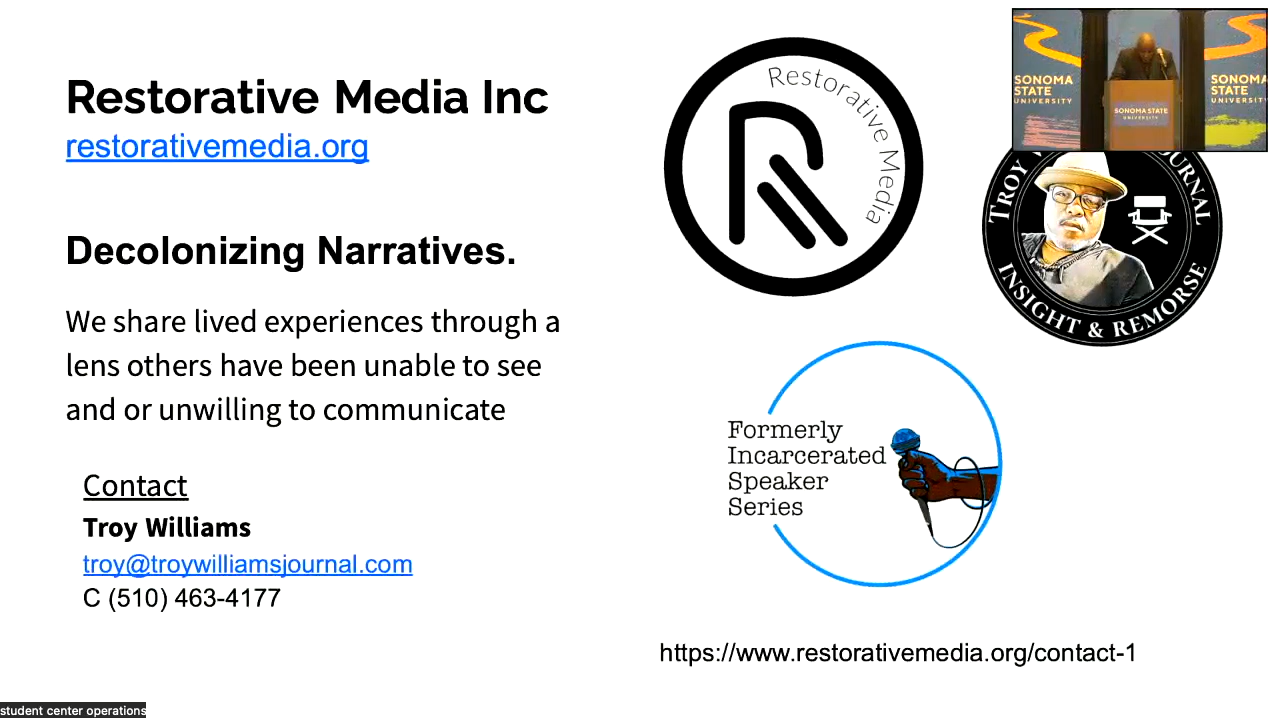 Restorative Media Inc
restorativemedia.org
Decolonizing Narratives.
We share lived experiences through a
lens others have been unable to see
and or unwilling to communicate
Contact
Troy Williams
troy@troywilliamsjournal.com
C (510) 463-4177
Restorative Media
SONOMA
STATE
UNIVERSITY
SONOMA STATE
UNIVERSITY
SONOMA
STATE
UNIVERSITY
TROY
URNAL
INSIGHT & REMORSE
Formerly
Incarcerated
Speaker
Series
https://www.restorativemedia.org/contact-1
student center operations